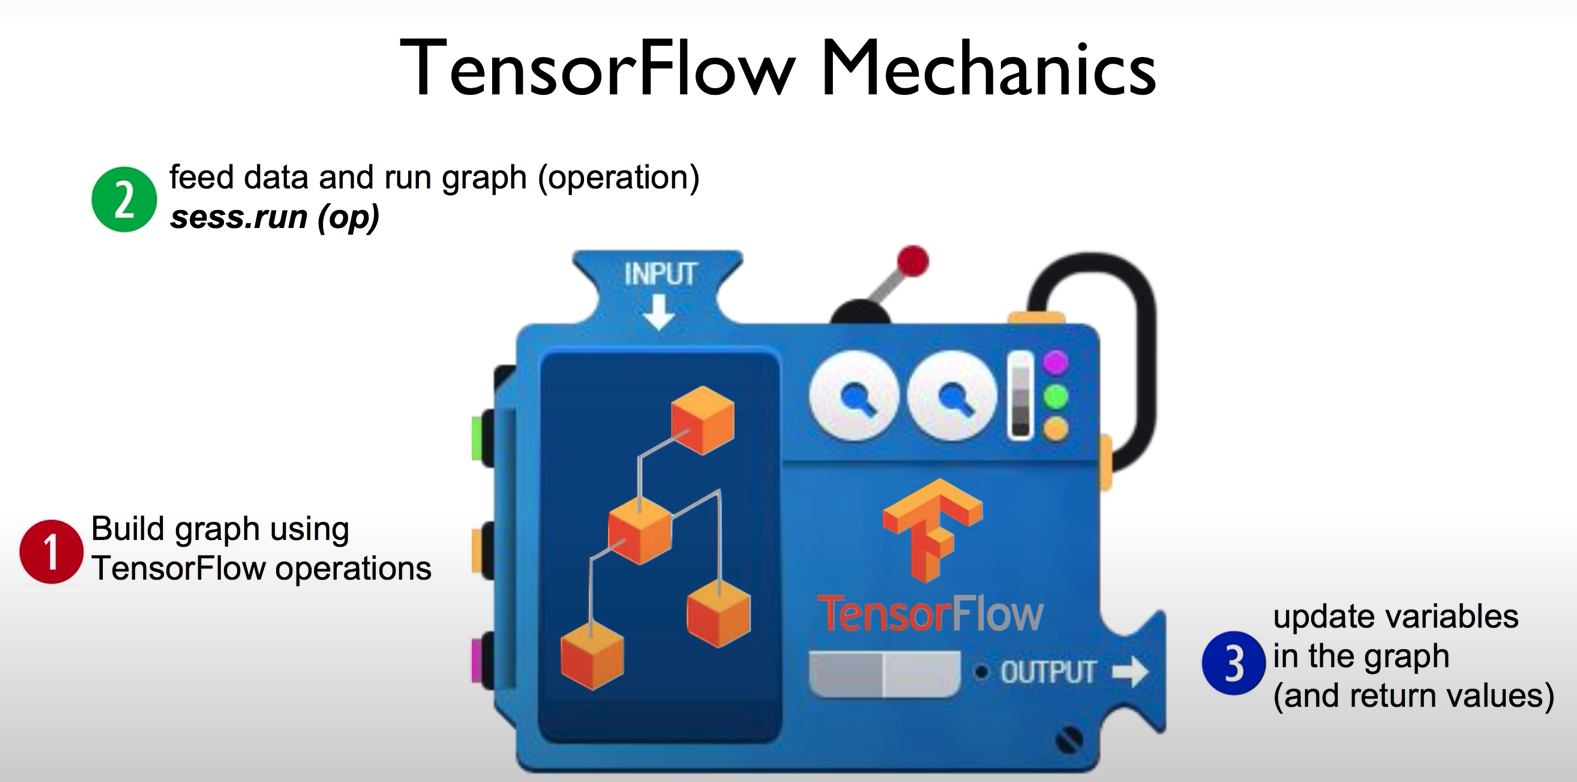 TensorFlow Mechanics
2
feed data and run graph (operation)
sess.run (op)
INPUT
1
Build graph using
TensorFlow operations
TensorFlow
OUTPUT
3
update variables
in the graph
(and return values)